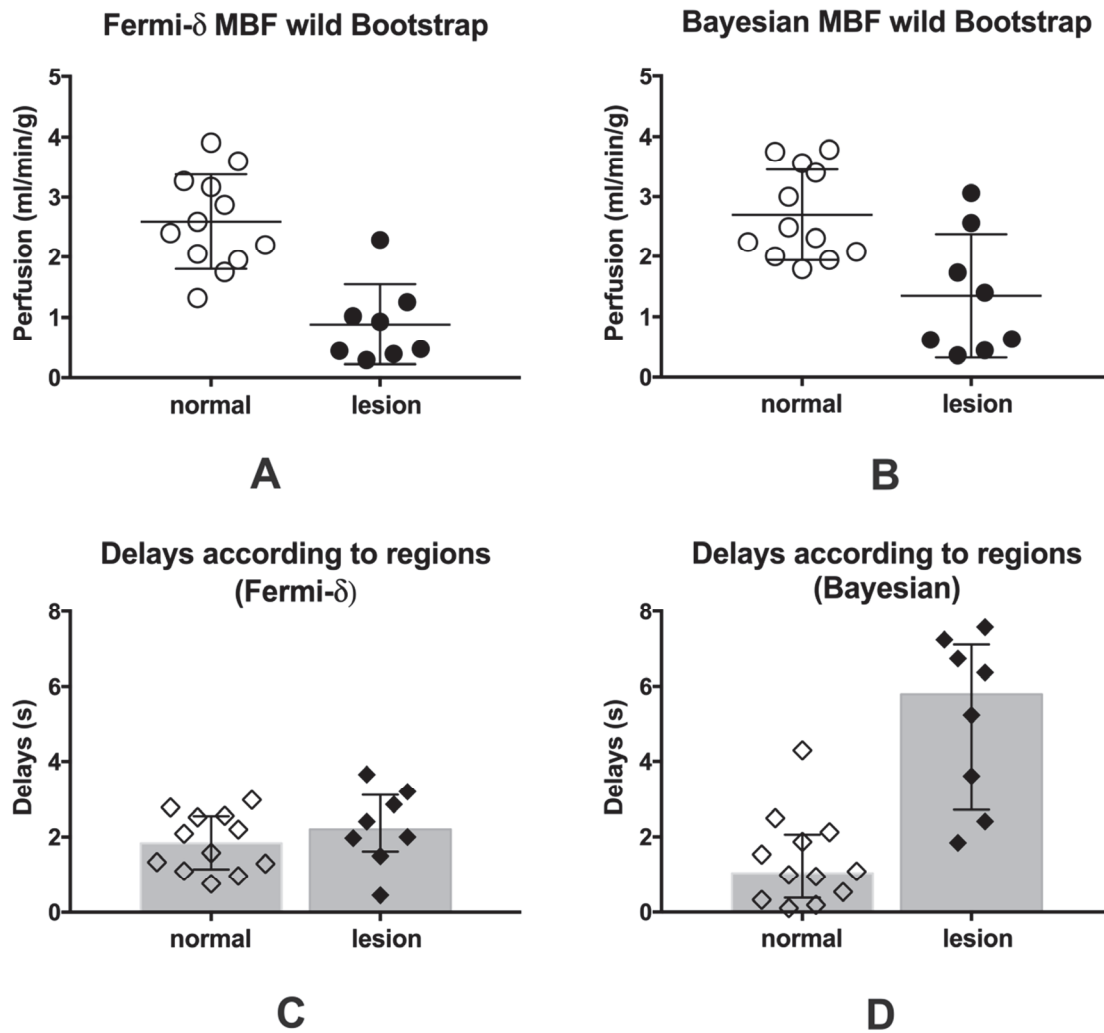 Fermi-δ MBF wild Bootstrap
Perfusion (ml/min/g)
5
4
3
2
1
0
normal lesion
A
Bayesian MBF wild Bootstrap
Perfusion (ml/min/g)
5
4
3
2
1
0
normal lesion
B
Delays according to regions
(Fermi-δ)
Delays (s)
8
6
4
2
0
normal lesion
C
Delays according to regions
(Bayesian)
Delays (s)
8
6
4
2
0
normal lesion
D